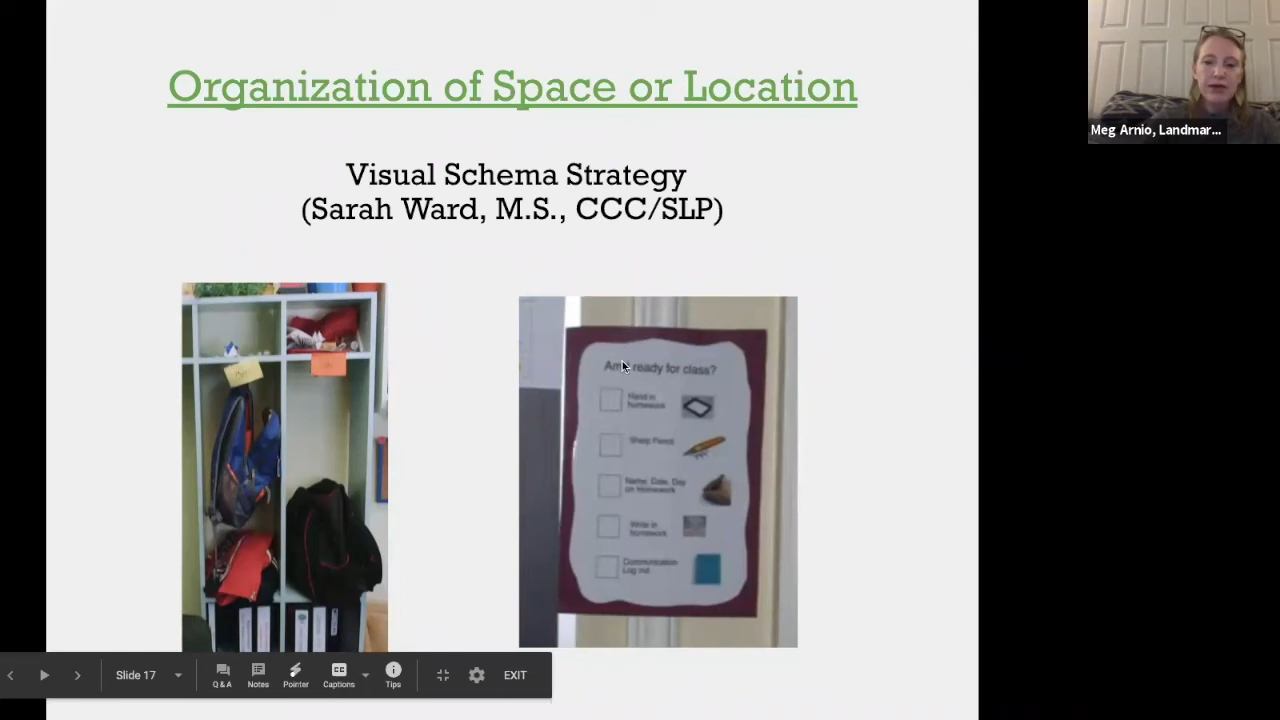 Organization of Space or Location
Visual Schema Strategy
(Sarah Ward, M.S., CCC/SLP)
Meg Arnio, Landmar...
ready for class?
Hand in
homework
Sharp Pencil
Name, Date, Day
on Homework
Write in
homework
Communication
Log out
Slide 17
Q & A
Notes
Pointer
CC
Captions
Tips
EXIT